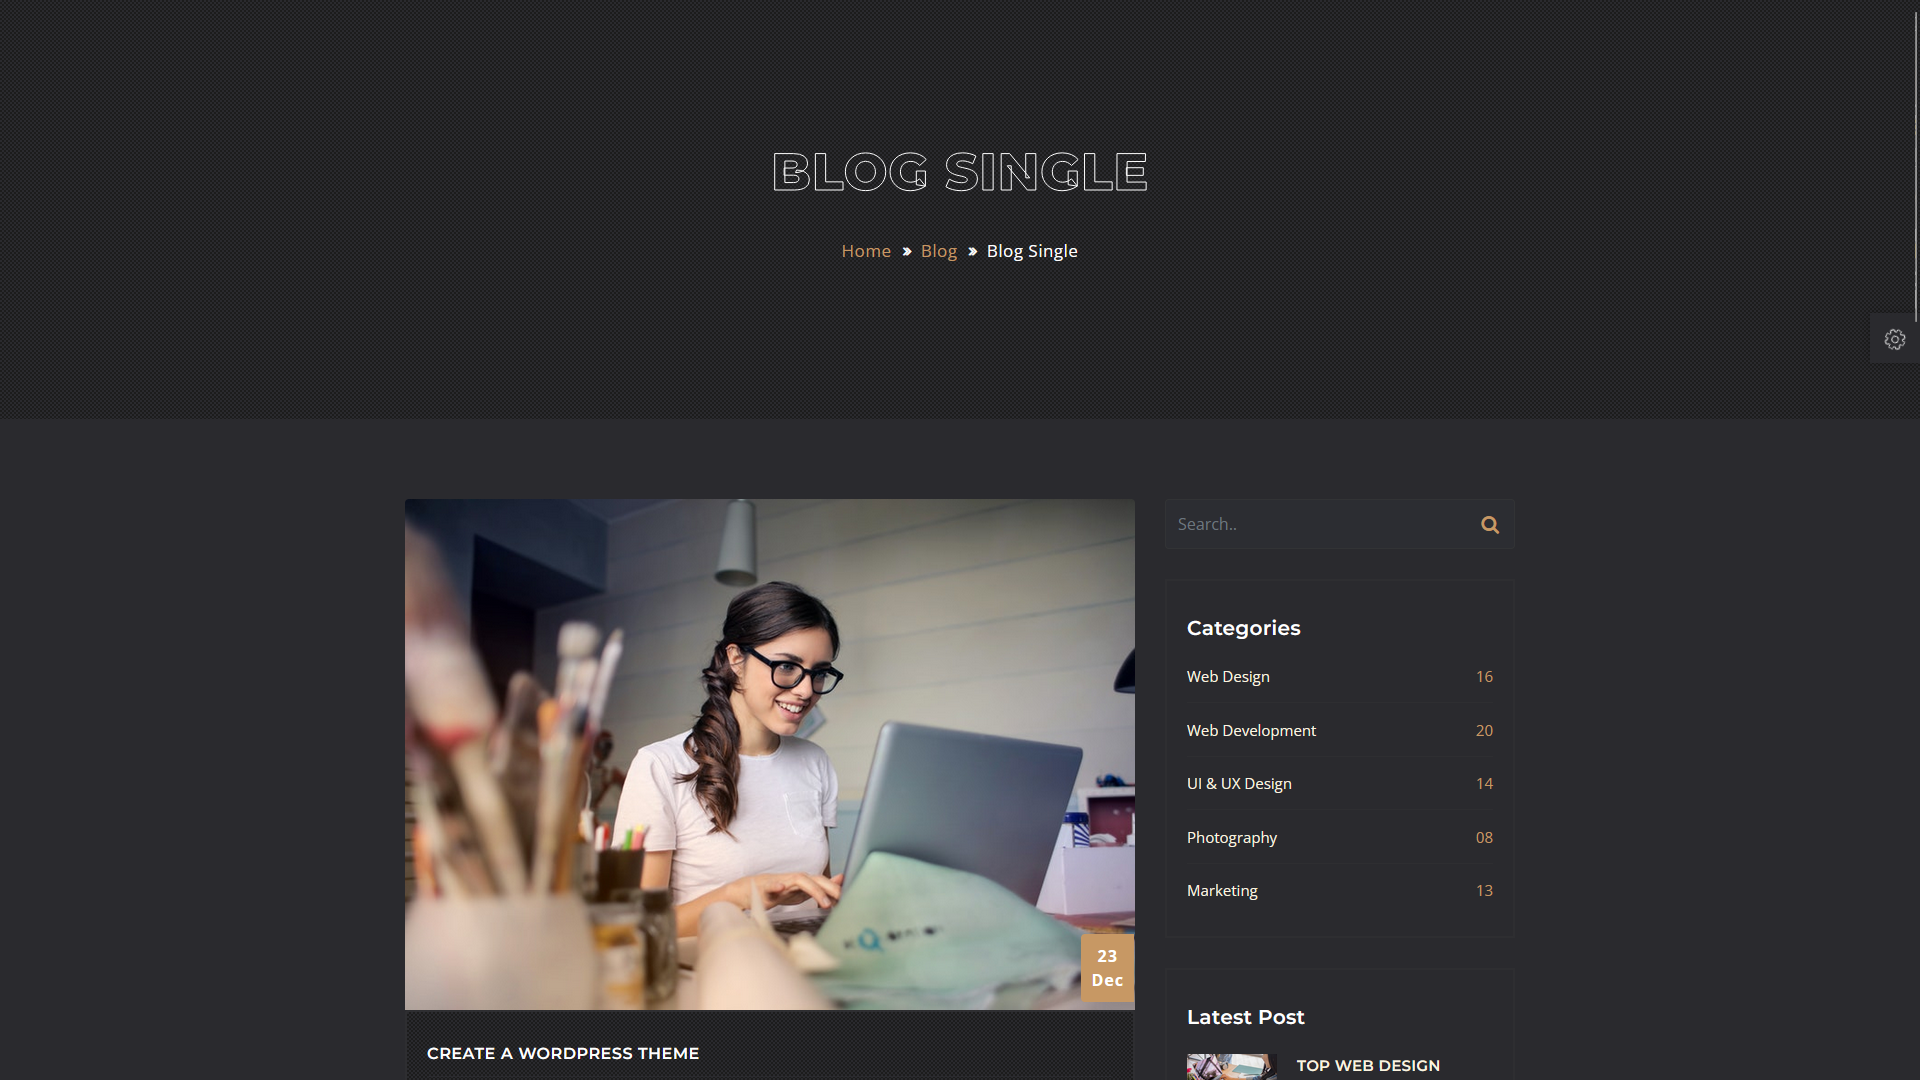 BLOG SINGLE
Home » Blog » Blog Single
23
Dec
CREATE A WORDPRESS THEME
Search..
Categories
Web Design 16
Web Development 20
UI & UX Design 14
Photography 08
Marketing 13
Latest Post
TOP WEB DESIGN